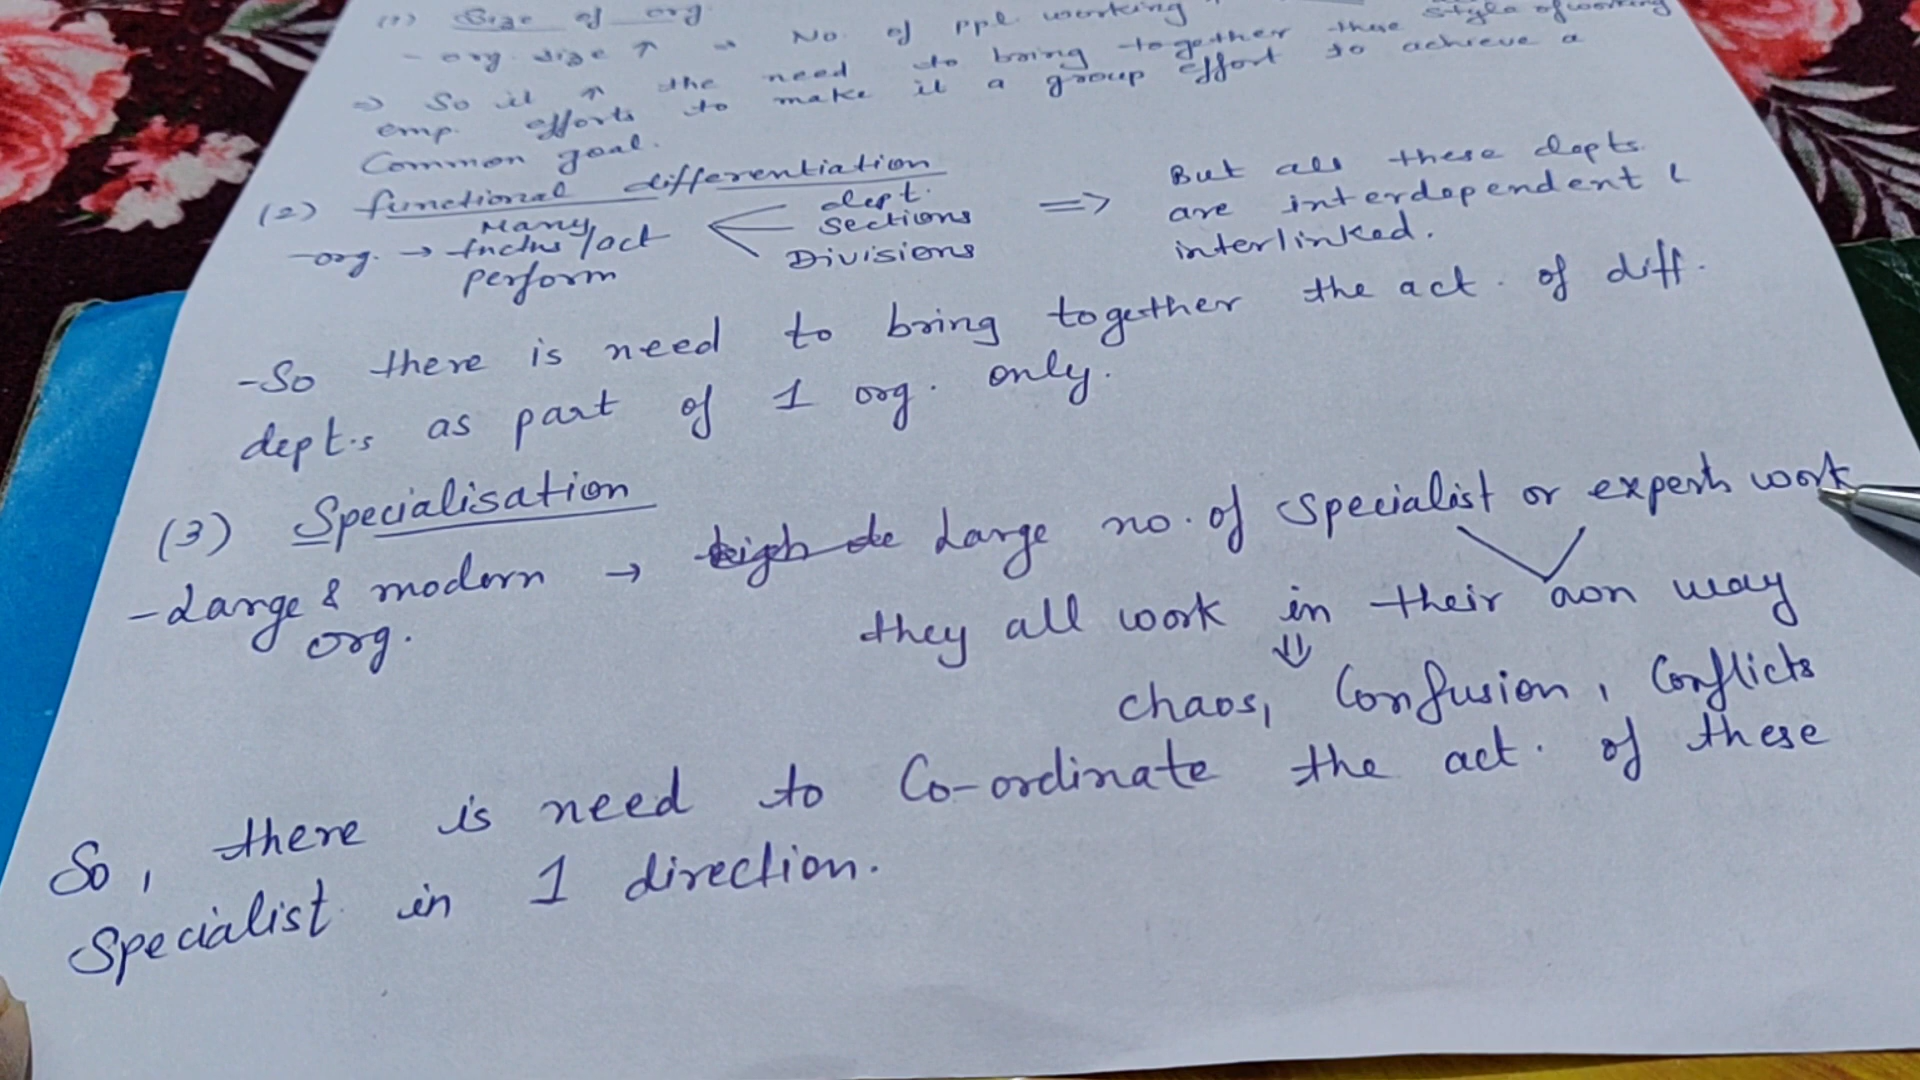 (1) Size of org
- org size ↑ ⇒ No. of ppl working
⇒ So it ↑ the need to bring together these style of working
emp. efforts to make it a group effort to achieve a
Common goal.
(2) functional differentiation
- org. → Many functns/act perform
dept.
Sections
Divisions
=> But all these depts.
are interdependent &
interlinked.
- So there is need to bring together the act. of diff.
dept.s as part of 1 org. only.
(3) Specialisation
- Large & modern org. → Large no. of Specialist or experts work
they all work in their won way
⇓
chaos, Confusion, Conflicts
So, there is need to Co-ordinate the act. of these
Specialist in 1 direction.